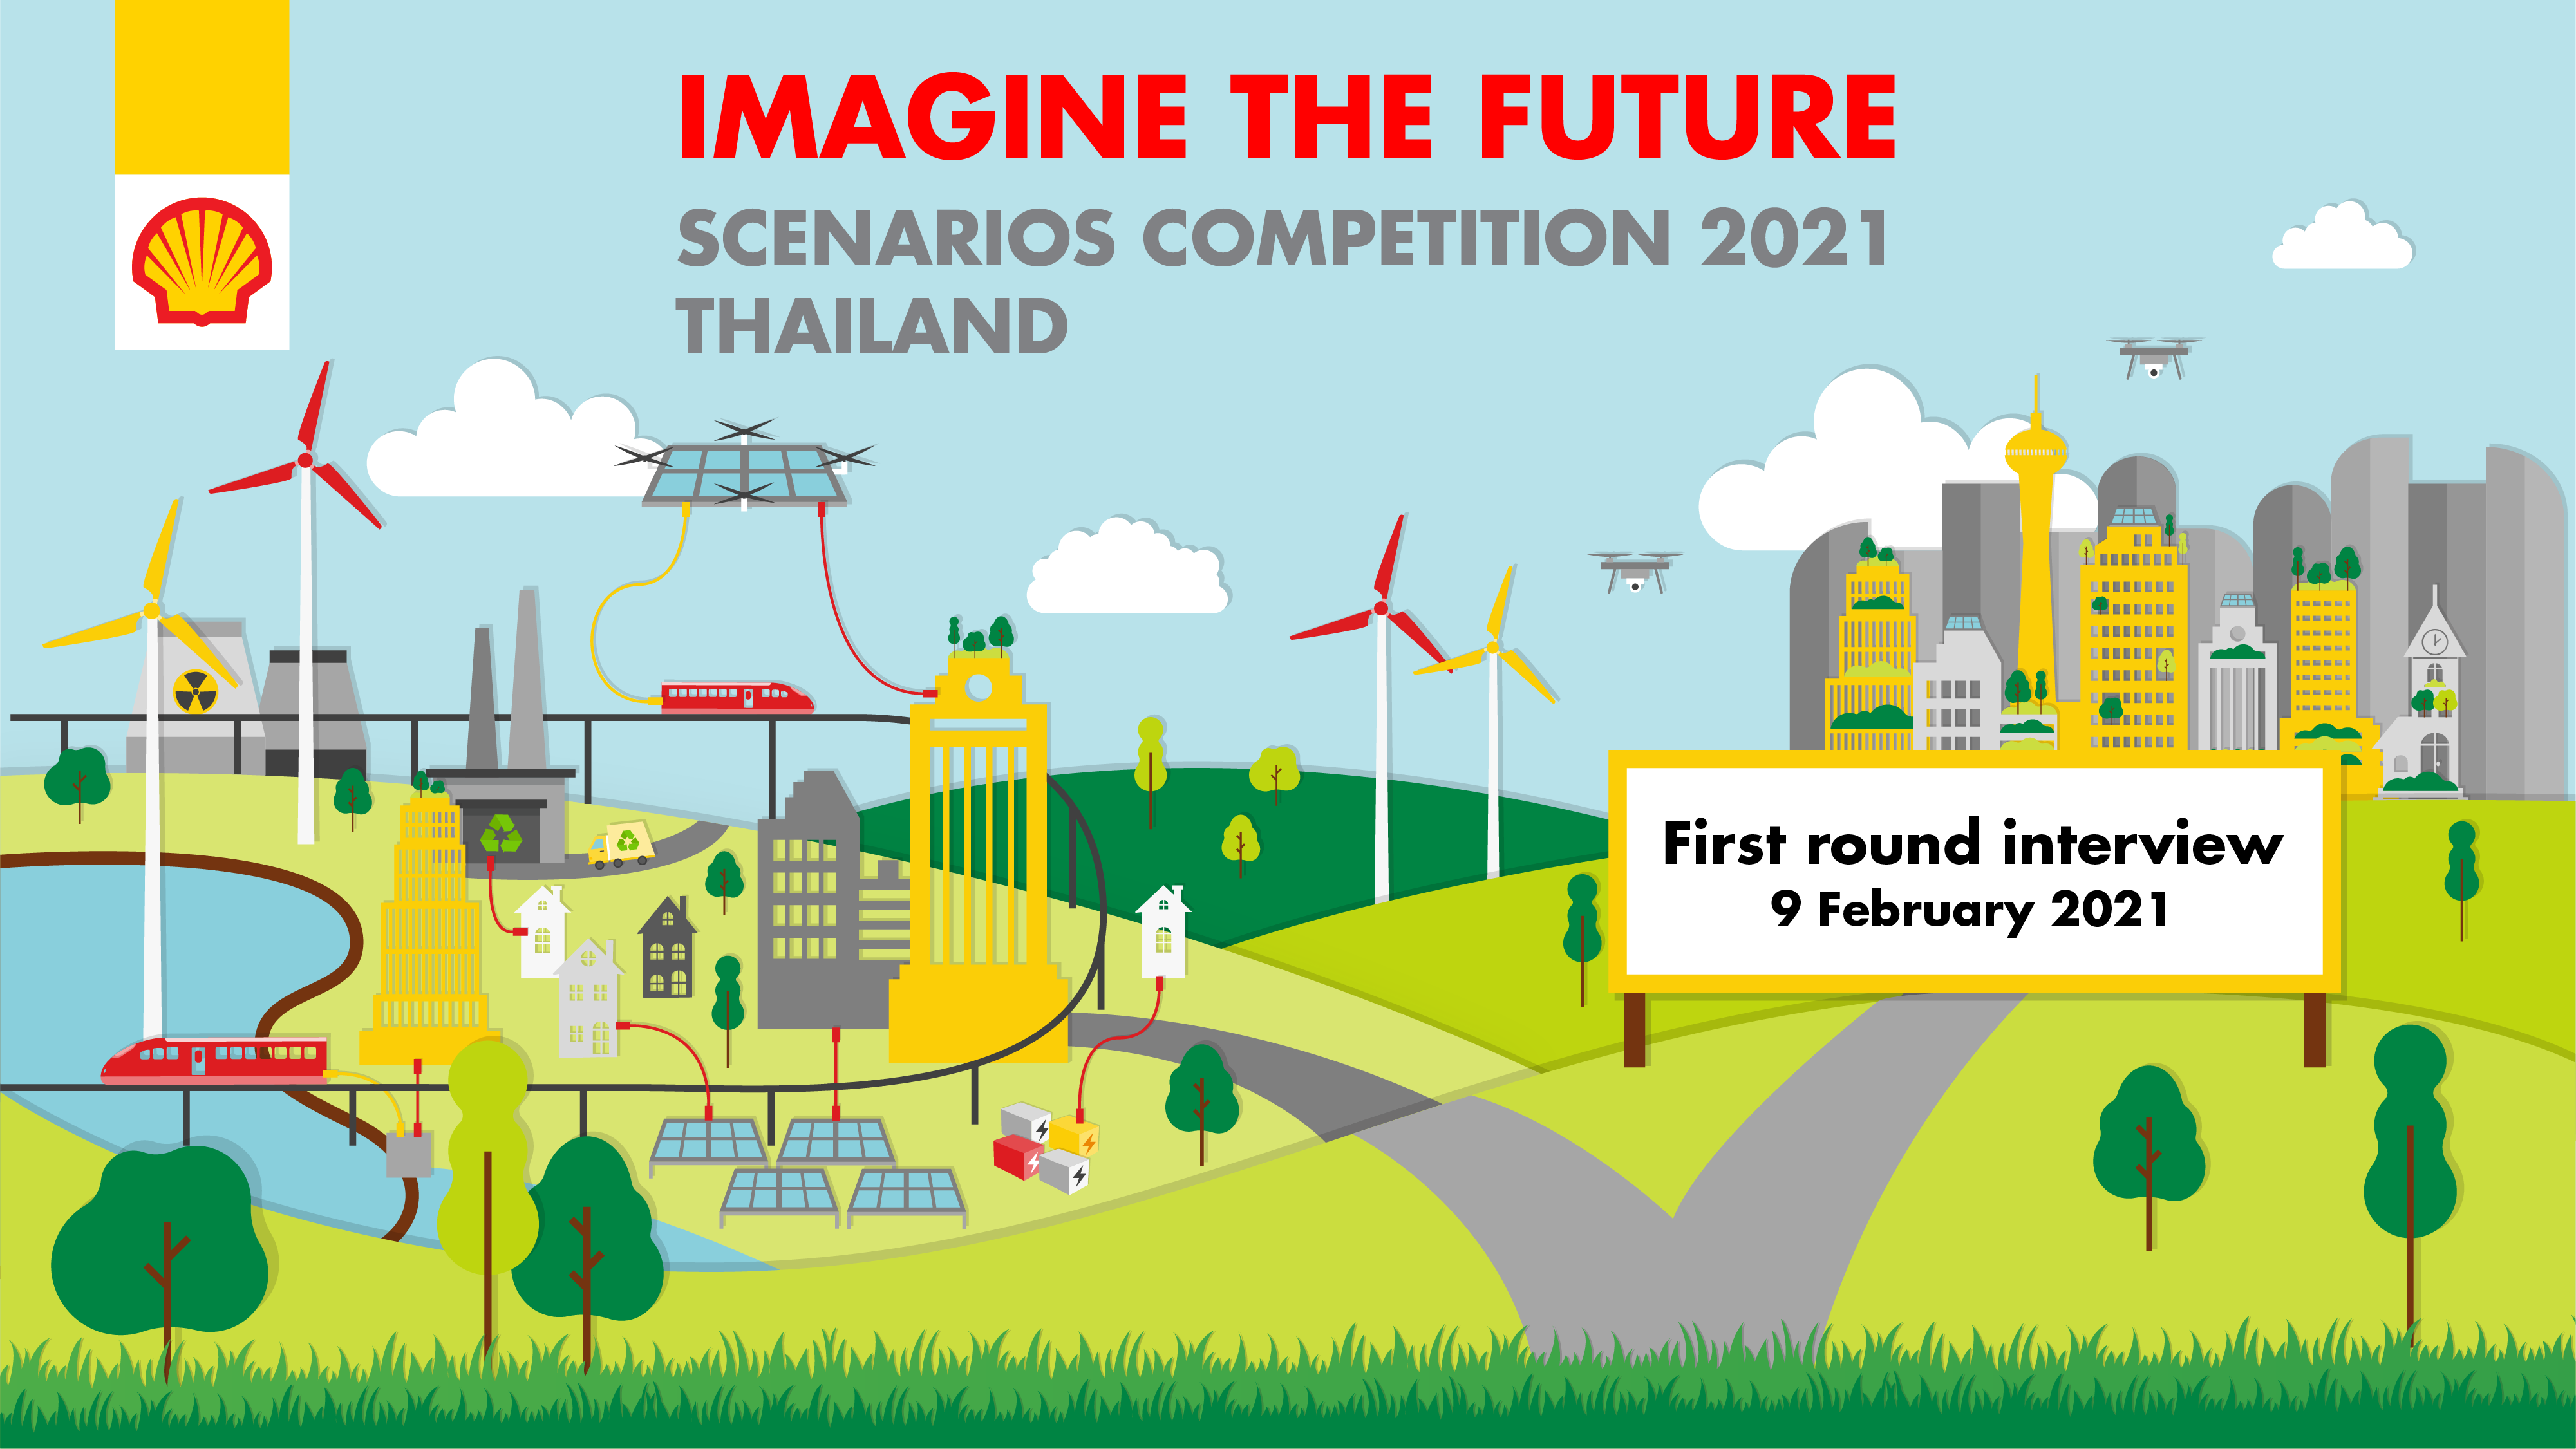 IMAGINE THE FUTURE
SCENARIOS COMPETITION 2021
THAILAND
First round interview
9 February 2021